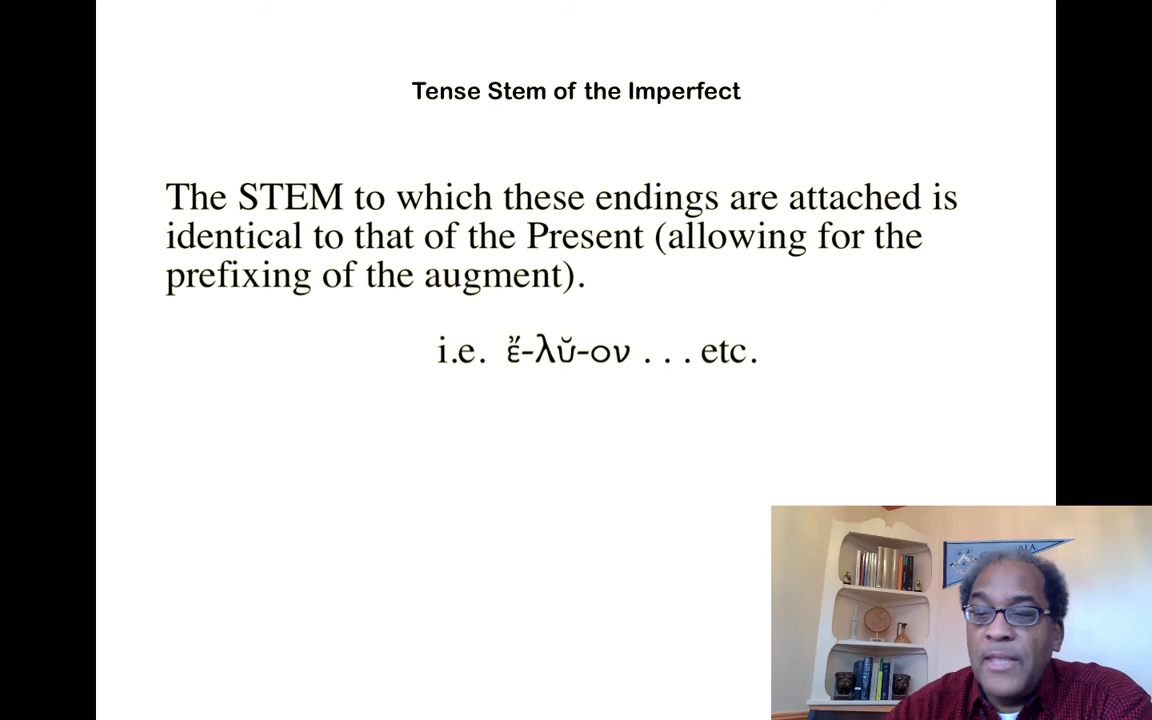 Tense Stem of the Imperfect
The STEM to which these endings are attached is
identical to that of the Present (allowing for the
prefixing of the augment).
i.e. ἔ-λῠ-ον . . . etc.